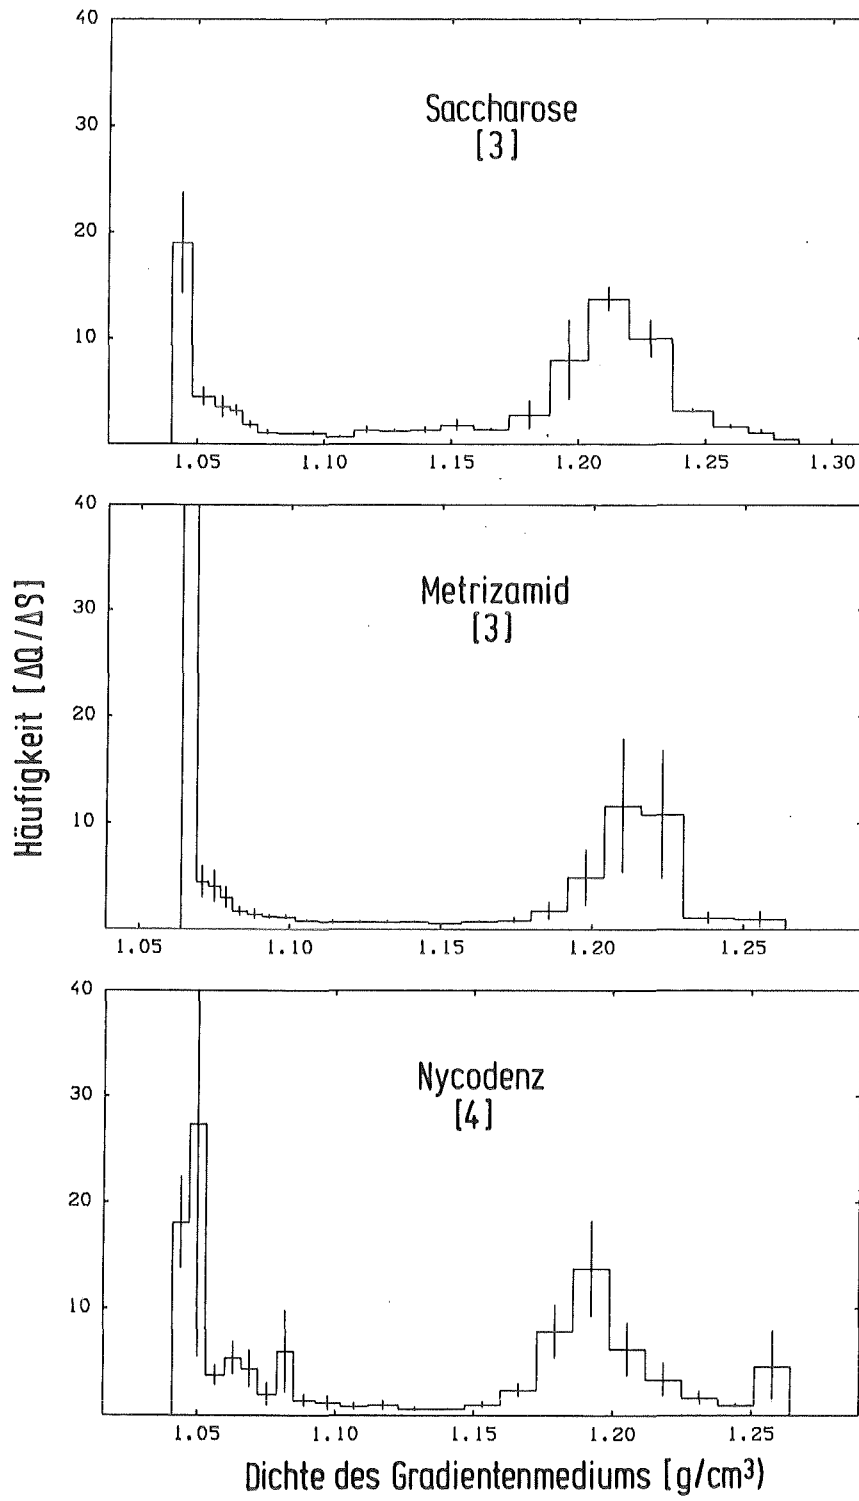 40
30
20
10
Saccharose
[3]
1.05 1.10 1.15 1.20 1.25 1.30
40
30
20
10
Metrizamid
[3]
1.05 1.10 1.15 1.20 1.25
40
30
20
10
Nycodenz
[4]
1.05 1.10 1.15 1.20 1.25
Häufigkeit [ΔQ/ΔS]
Dichte des Gradientenmediums [g/cm³)